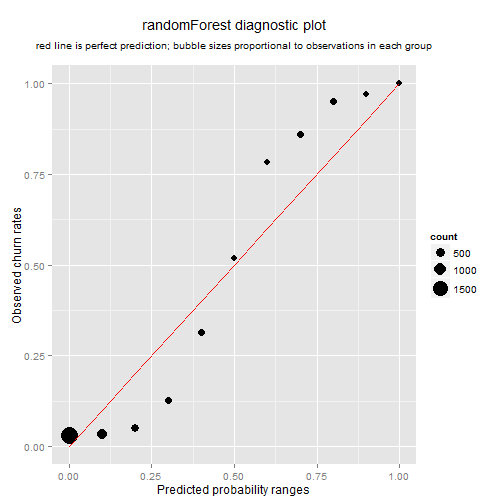 randomForest diagnostic plot
red line is perfect prediction; bubble sizes proportional to observations in each group
1.00
0.75
0.50
0.25
0.00
Observed churn rates
0.00 0.25 0.50 0.75 1.00
Predicted probability ranges
count
500
1000
1500